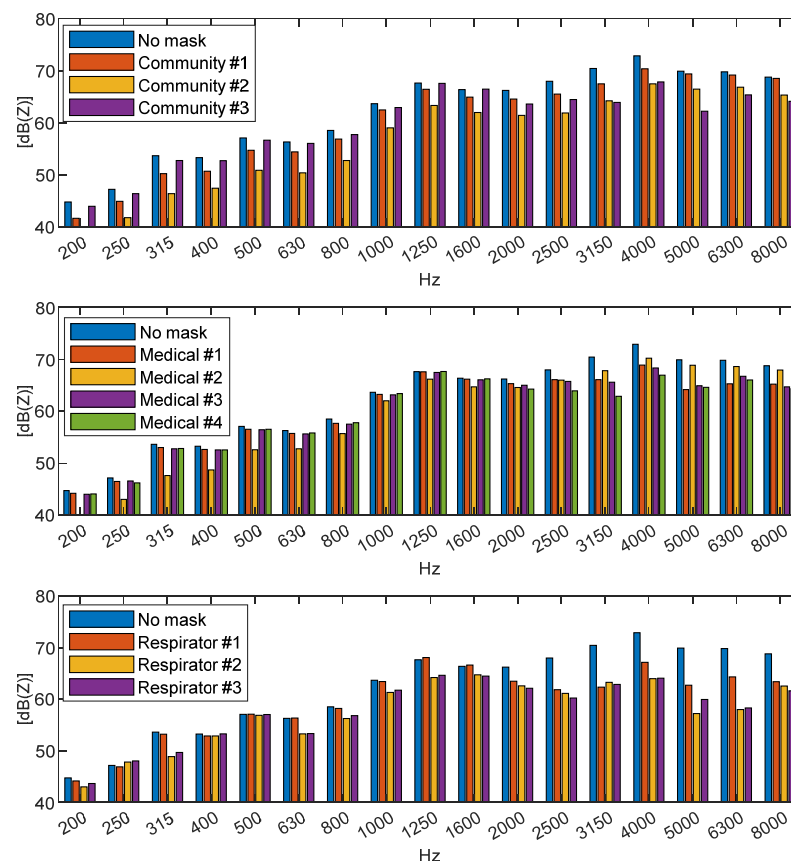 80
70
60
50
40
[dB(Z)]
No mask
Community #1
Community #2
Community #3
200 250 315 400 500 630 800 1000 1250 1600 2000 2500 3150 4000 5000 6300 8000
Hz
80
70
60
50
40
[dB(Z)]
No mask
Medical #1
Medical #2
Medical #3
Medical #4
200 250 315 400 500 630 800 1000 1250 1600 2000 2500 3150 4000 5000 6300 8000
Hz
80
70
60
50
40
[dB(Z)]
No mask
Respirator #1
Respirator #2
Respirator #3
200 250 315 400 500 630 800 1000 1250 1600 2000 2500 3150 4000 5000 6300 8000
Hz